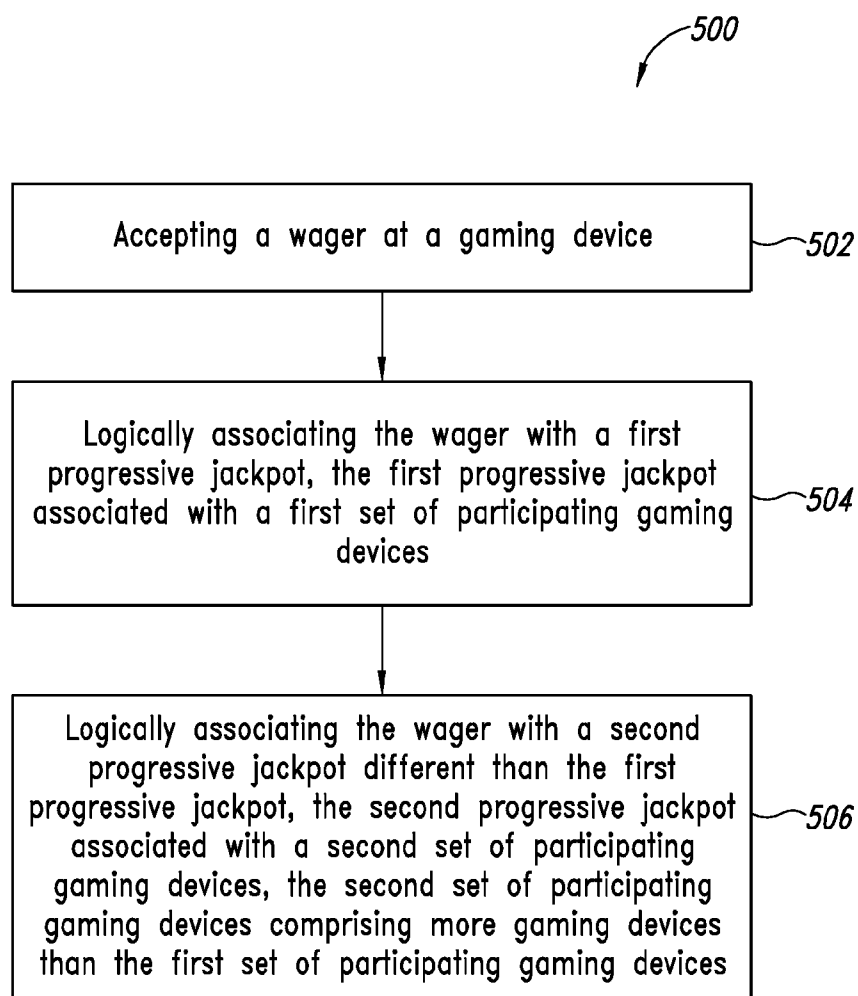 500
Accepting a wager at a gaming device
502
Logically associating the wager with a first
progressive jackpot, the first progressive jackpot
associated with a first set of participating gaming
devices
504
Logically associating the wager with a second
progressive jackpot different than the first
progressive jackpot, the second progressive jackpot
associated with a second set of participating
gaming devices, the second set of participating
gaming devices comprising more gaming devices
than the first set of participating gaming devices
506